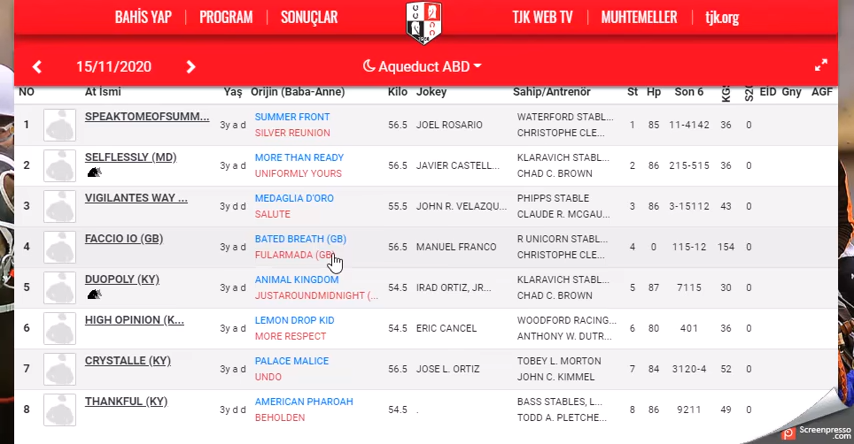 BAHİS YAP PROGRAM SONUÇLAR TJK WEB TV MUHTEMELLER tjk.org
15/11/2020 Aqueduct ABD
NO At İsmi Yaş Orijin (Baba-Anne) Kilo Jokey Sahip/Antrenör St Hp Son 6 KGS S20 EİD Gny AGF
1 SPEAKTOMEOFSUMM... 3y a d SUMMER FRONT 56.5 JOEL ROSARIO WATERFORD STABL... 1 85 11-4142 36 0
SILVER REUNION CHRISTOPHE CLE...
2 SELFLESSLY (MD) 3y a d MORE THAN READY 56.5 JAVIER CASTELL... KLARAVICH STABL... 2 86 215-515 36 0
UNIFORMLY YOURS CHAD C. BROWN
3 VIGILANTES WAY ... 3y d d MEDAGLIA D'ORO 55.5 JOHN R. VELAZQU... PHIPPS STABLE 3 86 3-15112 43 0
SALUTE CLAUDE R. MCGAU...
4 FACCIO IO (GB) 3y a d BATED BREATH (GB) 56.5 MANUEL FRANCO R UNICORN STABL... 4 0 115-12 154 0
FULARMADA (GB) CHRISTOPHE CLE...
5 DUOPOLY (KY) 3y a d ANIMAL KINGDOM 54.5 IRAD ORTIZ, JR... KLARAVICH STABL... 5 87 7115 30 0
JUSTAROUNDMIDNIGHT (... CHAD C. BROWN
6 HIGH OPINION (K... 3y a d LEMON DROP KID 54.5 ERIC CANCEL WOODFORD RACING... 6 80 401 36 0
MORE RESPECT ANTHONY W. DUTR...
7 CRYSTALLE (KY) 3y a d PALACE MALICE 56.5 JOSE L. ORTIZ TOBEY L. MORTON 7 84 3120-4 52 0
UNDO JOHN C. KIMMEL
8 THANKFUL (KY) 3y d d AMERICAN PHAROAH 54.5 . BASS STABLES, L... 8 86 9211 49 0
BEHOLDEN TODD A. PLETCHE...
Screenpresso
.com